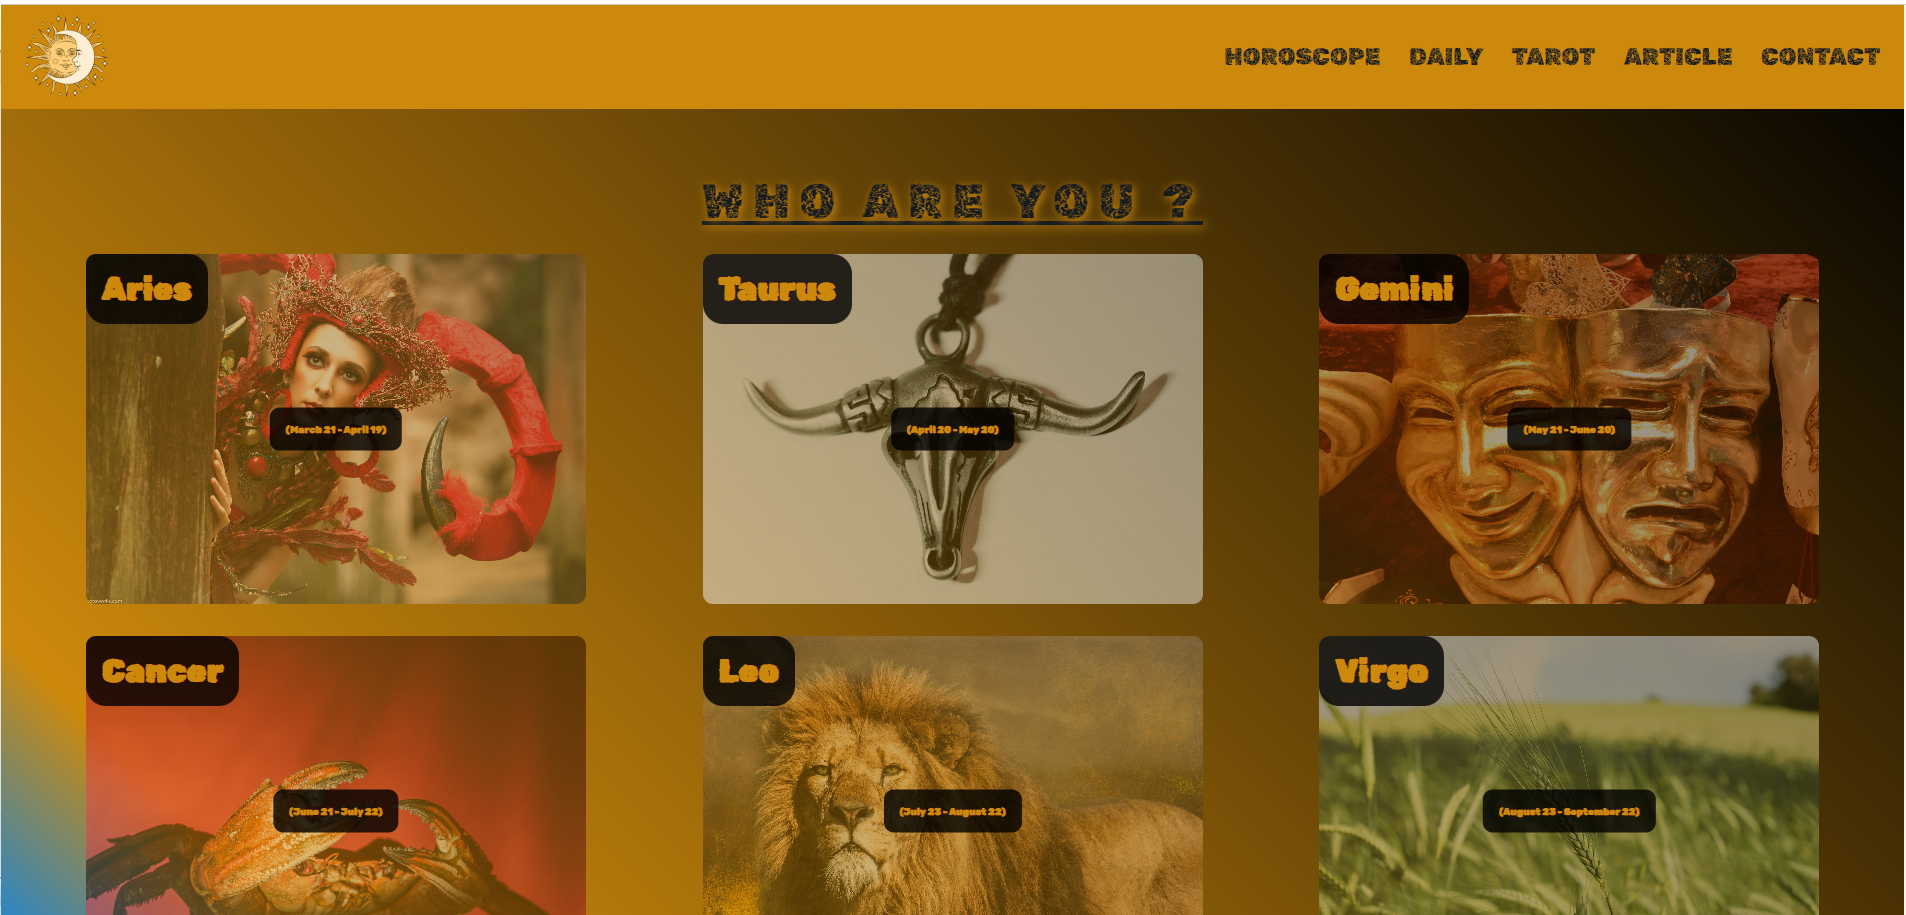 HOROSCOPE DAILY TAROT ARTICLE CONTACT
WHO ARE YOU ?
Aries
(March 21 - April 19)
Taurus
(April 20 - May 20)
Gemini
(May 21 - June 20)
Cancer
(June 21 - July 22)
Leo
(July 23 - August 22)
Virgo
(August 23 - September 22)